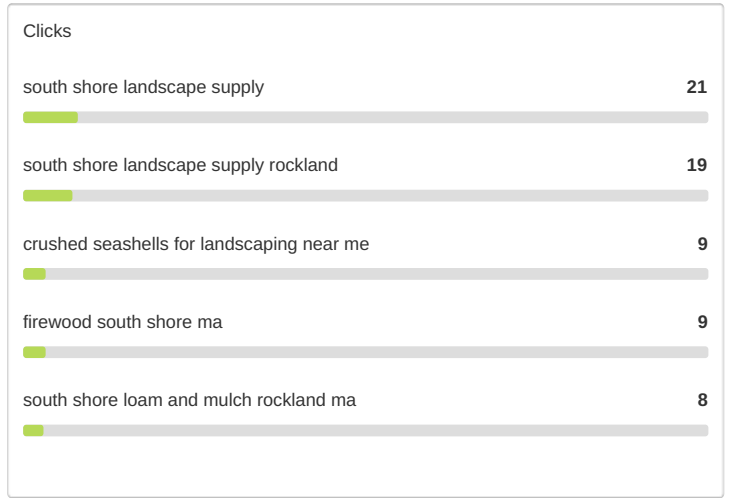 Clicks
south shore landscape supply 21
south shore landscape supply rockland 19
crushed seashells for landscaping near me 9
firewood south shore ma 9
south shore loam and mulch rockland ma 8